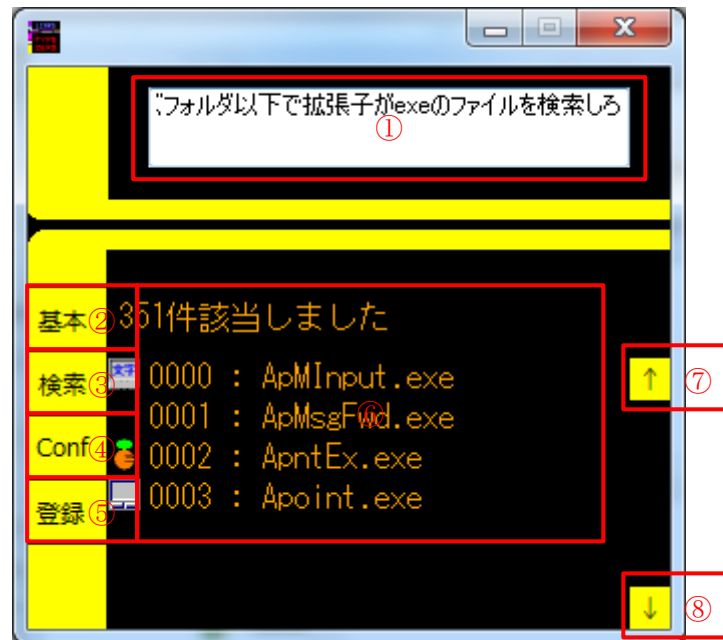 フォルダ以下で拡張子がexeのファイルを検索しろ
①
基本②
351件該当しました
検索③
0000 : ApMInput.exe
↑ ⑦
0001 : ApMsgFwd.exe
⑥
Conf④
0002 : ApntEx.exe
登録⑤
0003 : Apoint.exe
↓ ⑧